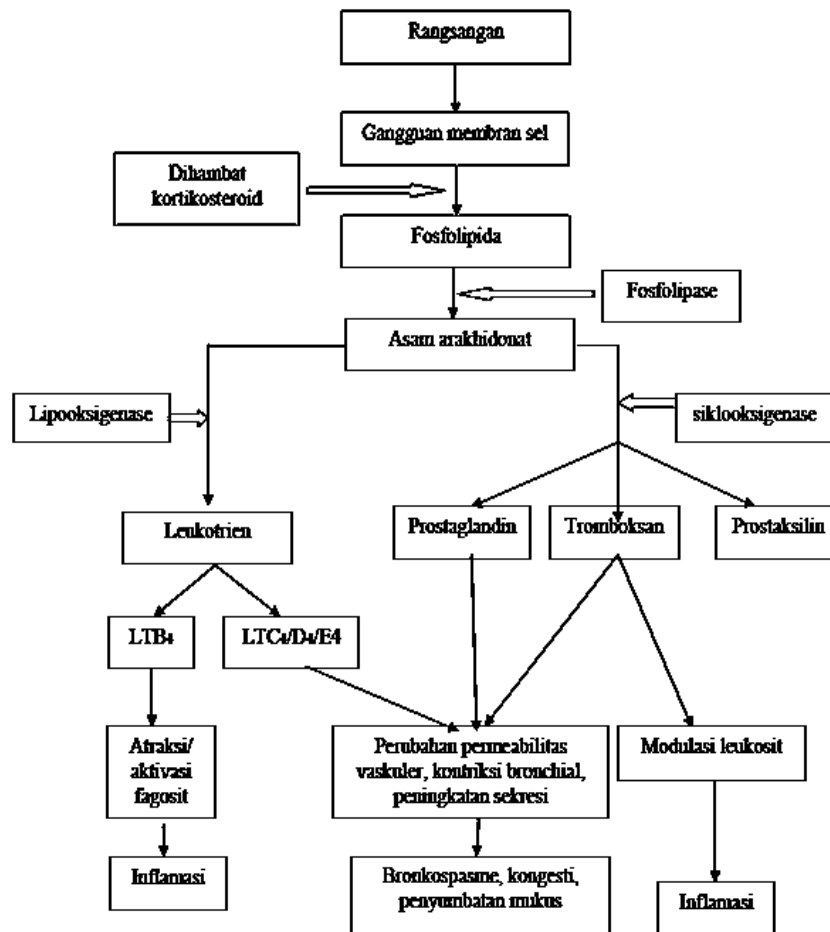 Rangsangan
Gangguan membran sel
Dihambat
kortikosteroid
Fosfolipida
Fosfolipase
Asam arakhidonat
Lipooksigenase
siklooksigenase
Leukotrien
Prostaglandin
Tromboksan
Prostaksilin
LTB₄
LTC₄/D₄/E4
Atraksi/
aktivasi
fagosit
Perubahan permeabilitas
vaskuler, kontriksi bronchial,
peningkatan sekresi
Modulasi leukosit
Inflamasi
Bronkospasme, kongesti,
penyumbatan mukus
Inflamasi